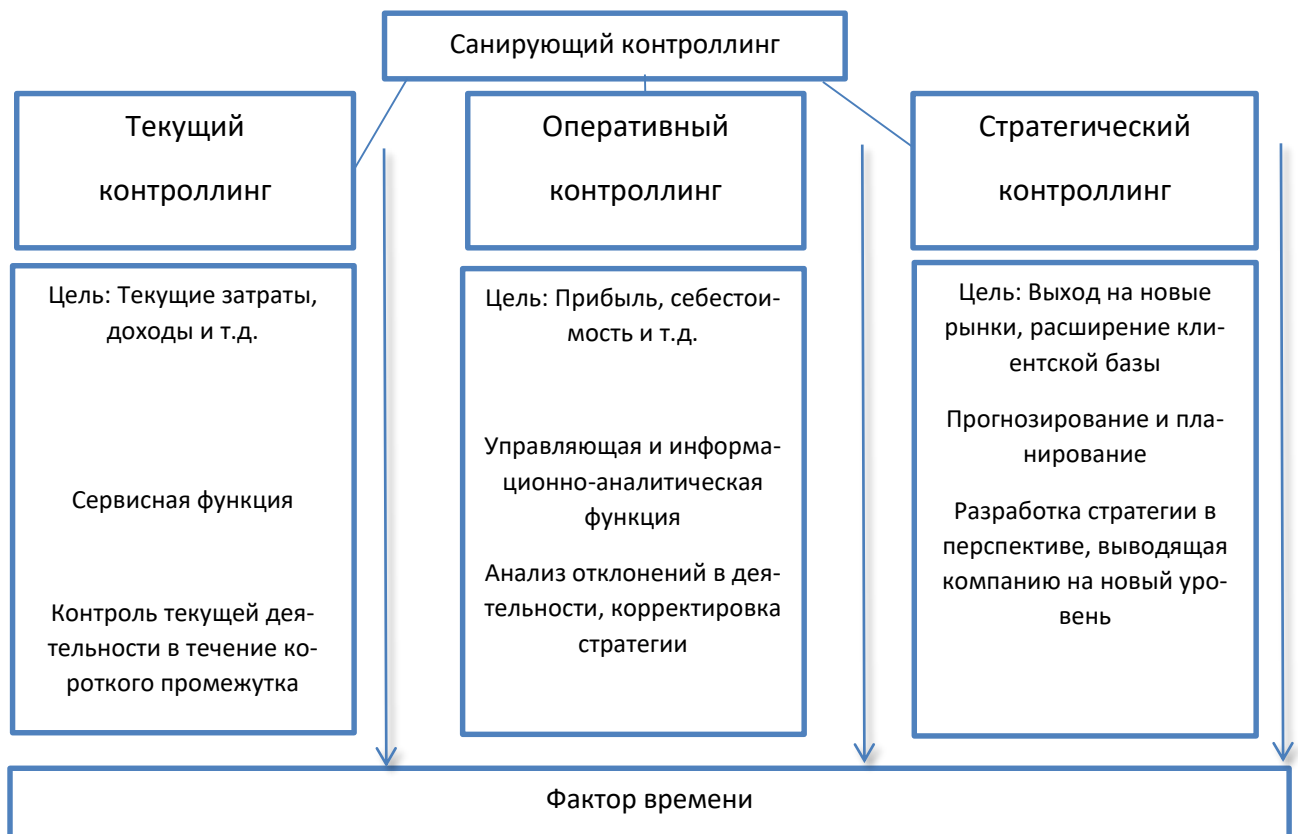 Санирующий контроллинг
Текущий
контроллинг
Оперативный
контроллинг
Стратегический
контроллинг
Цель: Текущие затраты,
доходы и т.д.
Сервисная функция
Контроль текущей дея-
тельности в течение ко-
роткого промежутка
Цель: Прибыль, себестои-
мость и т.д.
Управляющая и информа-
ционно-аналитическая
функция
Анализ отклонений в дея-
тельности, корректировка
стратегии
Цель: Выход на новые
рынки, расширение кли-
ентской базы
Прогнозирование и пла-
нирование
Разработка стратегии в
перспективе, выводящая
компанию на новый уро-
вень
Фактор времени